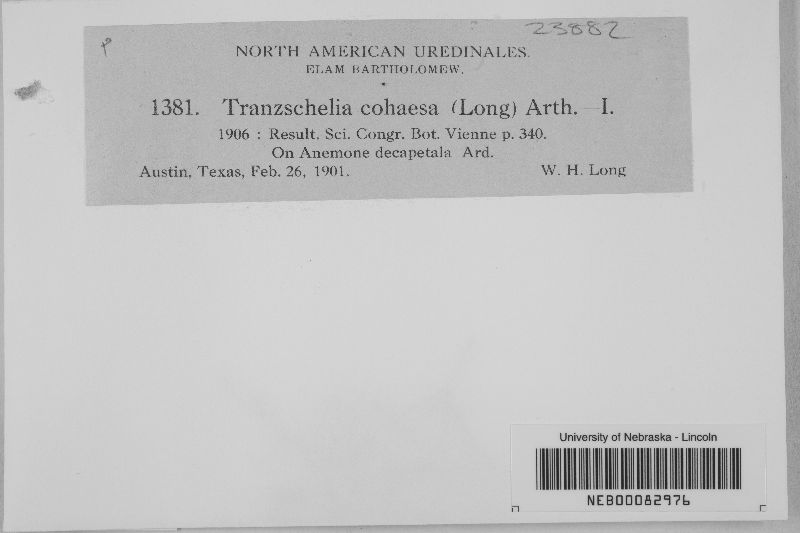 23882
P
NORTH AMERICAN UREDINALES.
ELAM BARTHOLOMEW.
1381. Tranzschelia cohaesa (Long) Arth. —I.
1906 : Result. Sci. Congr. Bot. Vienne p. 340.
On Anemone decapetala Ard.
Austin, Texas, Feb. 26, 1901. W. H. Long
University of Nebraska - Lincoln
NEB00082976